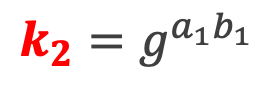 k₂ = g^{a₁b₁}